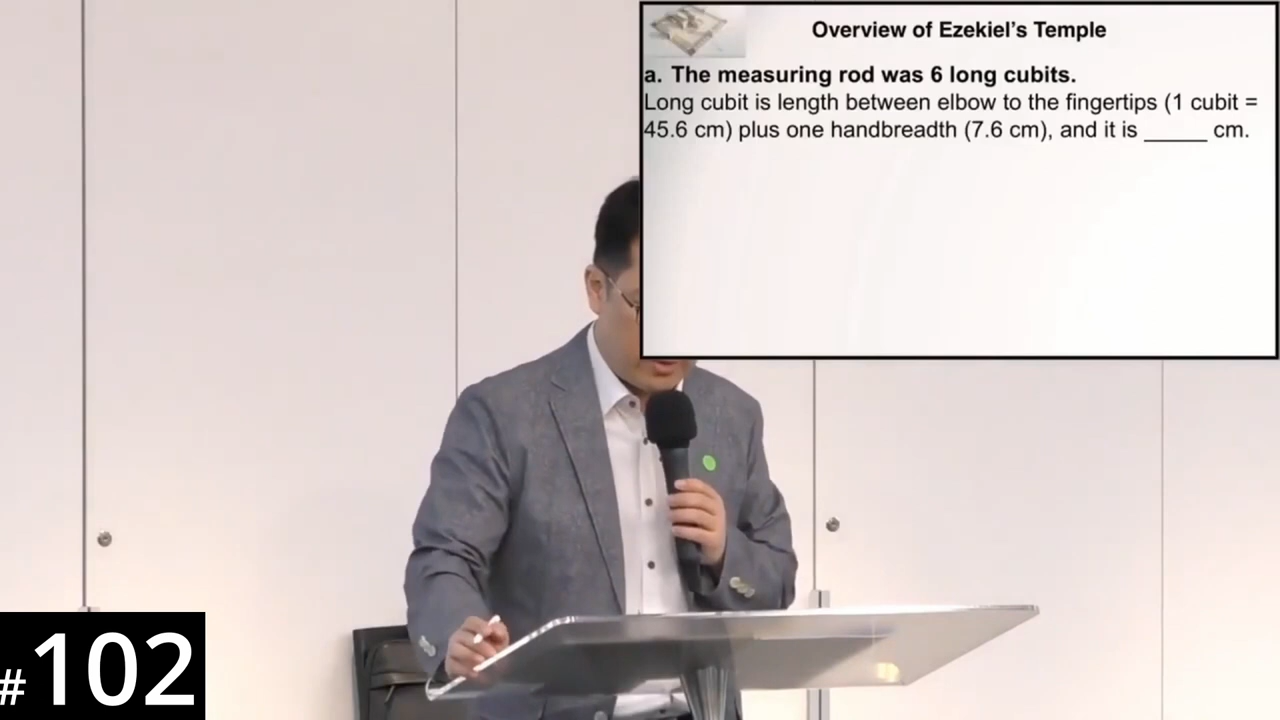 Overview of Ezekiel’s Temple
a. The measuring rod was 6 long cubits.
Long cubit is length between elbow to the fingertips (1 cubit =
45.6 cm) plus one handbreadth (7.6 cm), and it is _____ cm.
#102